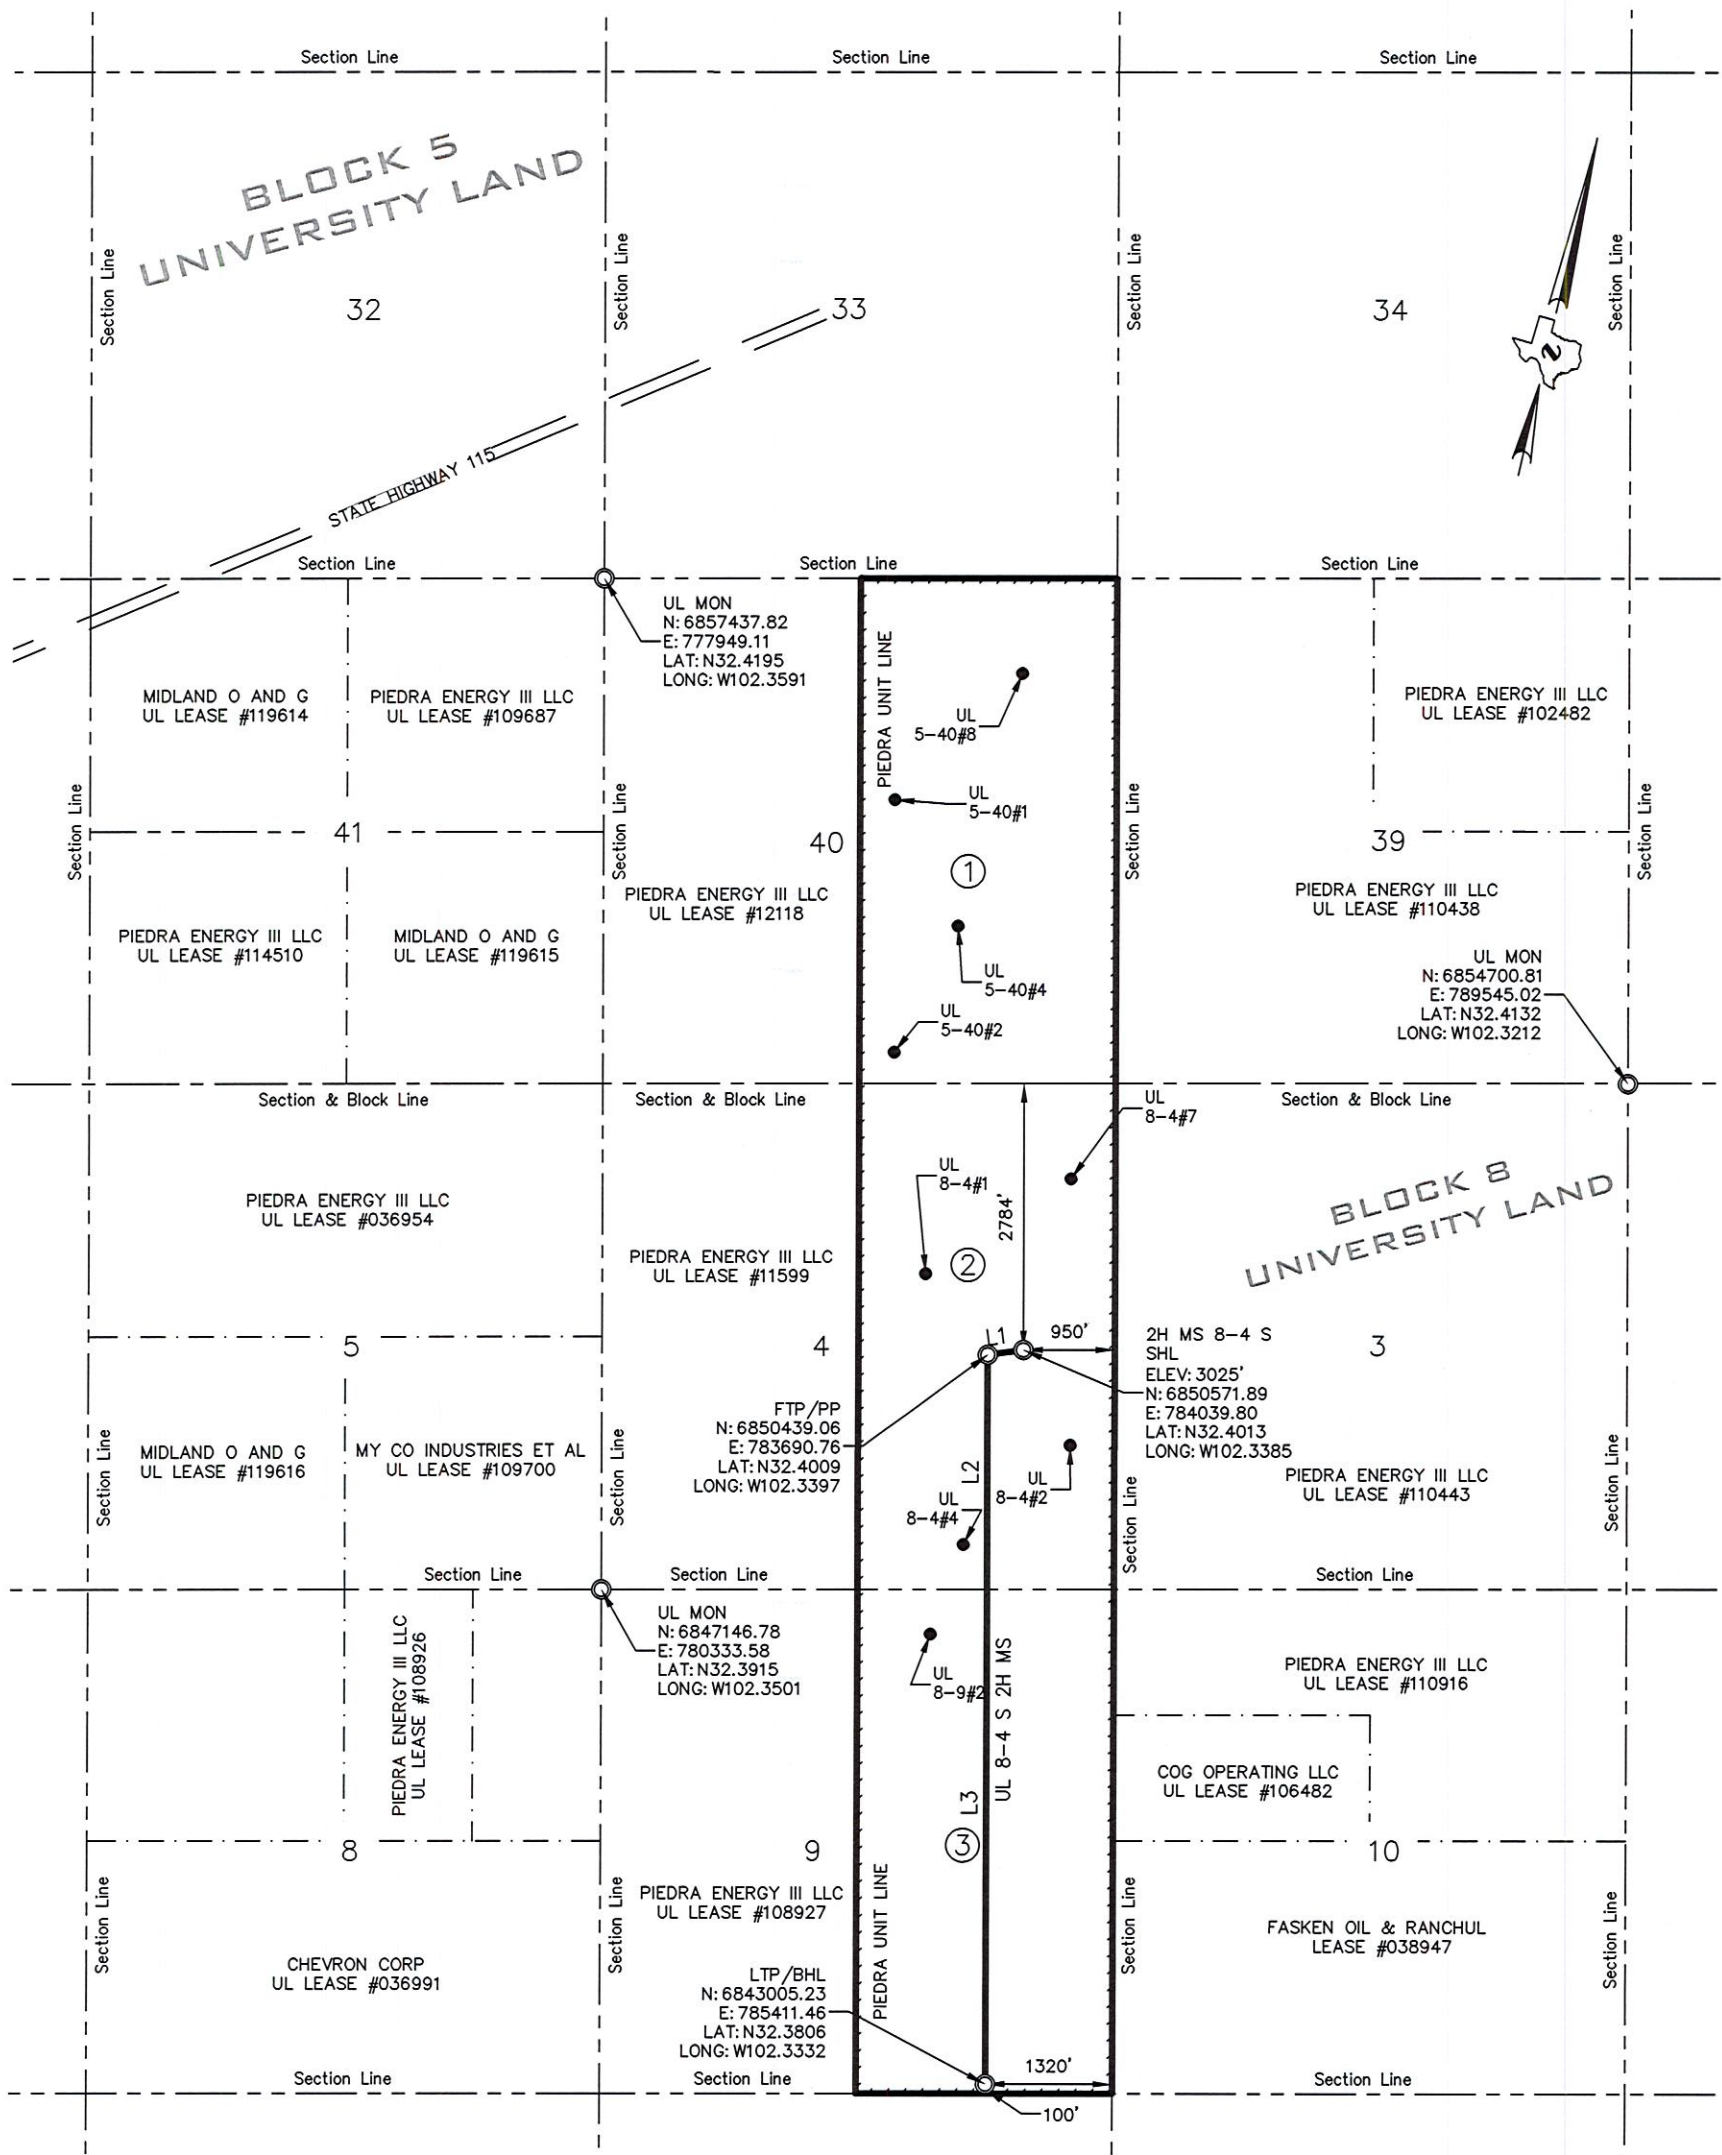 Section Line
Section Line
Section Line
BLOCK 5
UNIVERSITY LAND
Section Line
Section Line
Section Line
Section Line
32
33
34
STATE HIGHWAY 115
Section Line
Section Line
Section Line
UL MON
N: 6857437.82
E: 777949.11
LAT: N32.4195
LONG: W102.3591
MIDLAND O AND G
UL LEASE #119614
PIEDRA ENERGY III LLC
UL LEASE #109687
PIEDRA UNIT LINE
UL
5-40#8
PIEDRA ENERGY III LLC
UL LEASE #102482
UL
5-40#1
Section Line
Section Line
Section Line
Section Line
41
40
39
1
PIEDRA ENERGY III LLC
UL LEASE #12118
PIEDRA ENERGY III LLC
UL LEASE #110438
PIEDRA ENERGY III LLC
UL LEASE #114510
MIDLAND O AND G
UL LEASE #119615
UL
5-40#4
UL
5-40#2
UL MON
N: 6854700.81
E: 789545.02
LAT: N32.4132
LONG: W102.3212
Section & Block Line
Section & Block Line
Section & Block Line
UL
8-4#7
UL
8-4#1
2784'
BLOCK 8
UNIVERSITY LAND
PIEDRA ENERGY III LLC
UL LEASE #036954
PIEDRA ENERGY III LLC
UL LEASE #11599
2
5
4
L1
950'
3
2H MS 8-4 S
SHL
ELEV: 3025'
N: 6850571.89
E: 784039.80
LAT: N32.4013
LONG: W102.3385
FTP/PP
N: 6850439.06
E: 783690.76
LAT: N32.4009
LONG: W102.3397
MIDLAND O AND G
UL LEASE #119616
MY CO INDUSTRIES ET AL
UL LEASE #109700
Section Line
Section Line
L2
UL
8-4#2
UL
8-4#4
Section Line
PIEDRA ENERGY III LLC
UL LEASE #110443
Section Line
Section Line
Section Line
Section Line
UL MON
N: 6847146.78
E: 780333.58
LAT: N32.3915
LONG: W102.3501
PIEDRA ENERGY III LLC
UL LEASE #108926
UL
8-9#2
UL 8-4 S 2H MS
PIEDRA ENERGY III LLC
UL LEASE #110916
COG OPERATING LLC
UL LEASE #106482
L3
3
8
9
10
Section Line
Section Line
PIEDRA ENERGY III LLC
UL LEASE #108927
PIEDRA UNIT LINE
Section Line
FASKEN OIL & RANCHUL
LEASE #038947
Section Line
CHEVRON CORP
UL LEASE #036991
LTP/BHL
N: 6843005.23
E: 785411.46
LAT: N32.3806
LONG: W102.3332
1320'
Section Line
Section Line
Section Line
100'